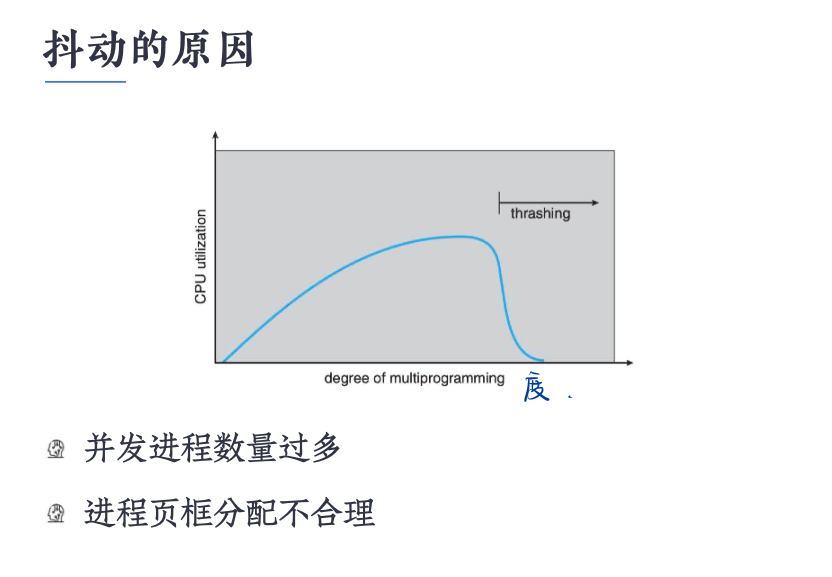 抖动的原因
CPU utilization
thrashing
degree of multiprogramming
度
并发进程数量过多
进程页框分配不合理